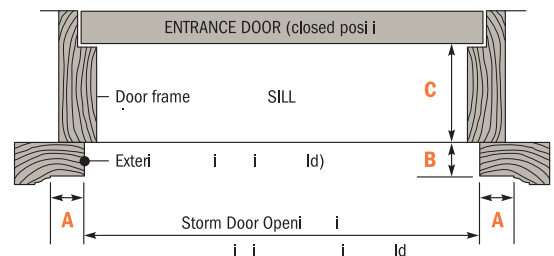 ENTRANCE DOOR (closed posi i
Door frame
SILL
C
Exteri i i ld)
B
A
Storm Door Openi i
A
i i i ld